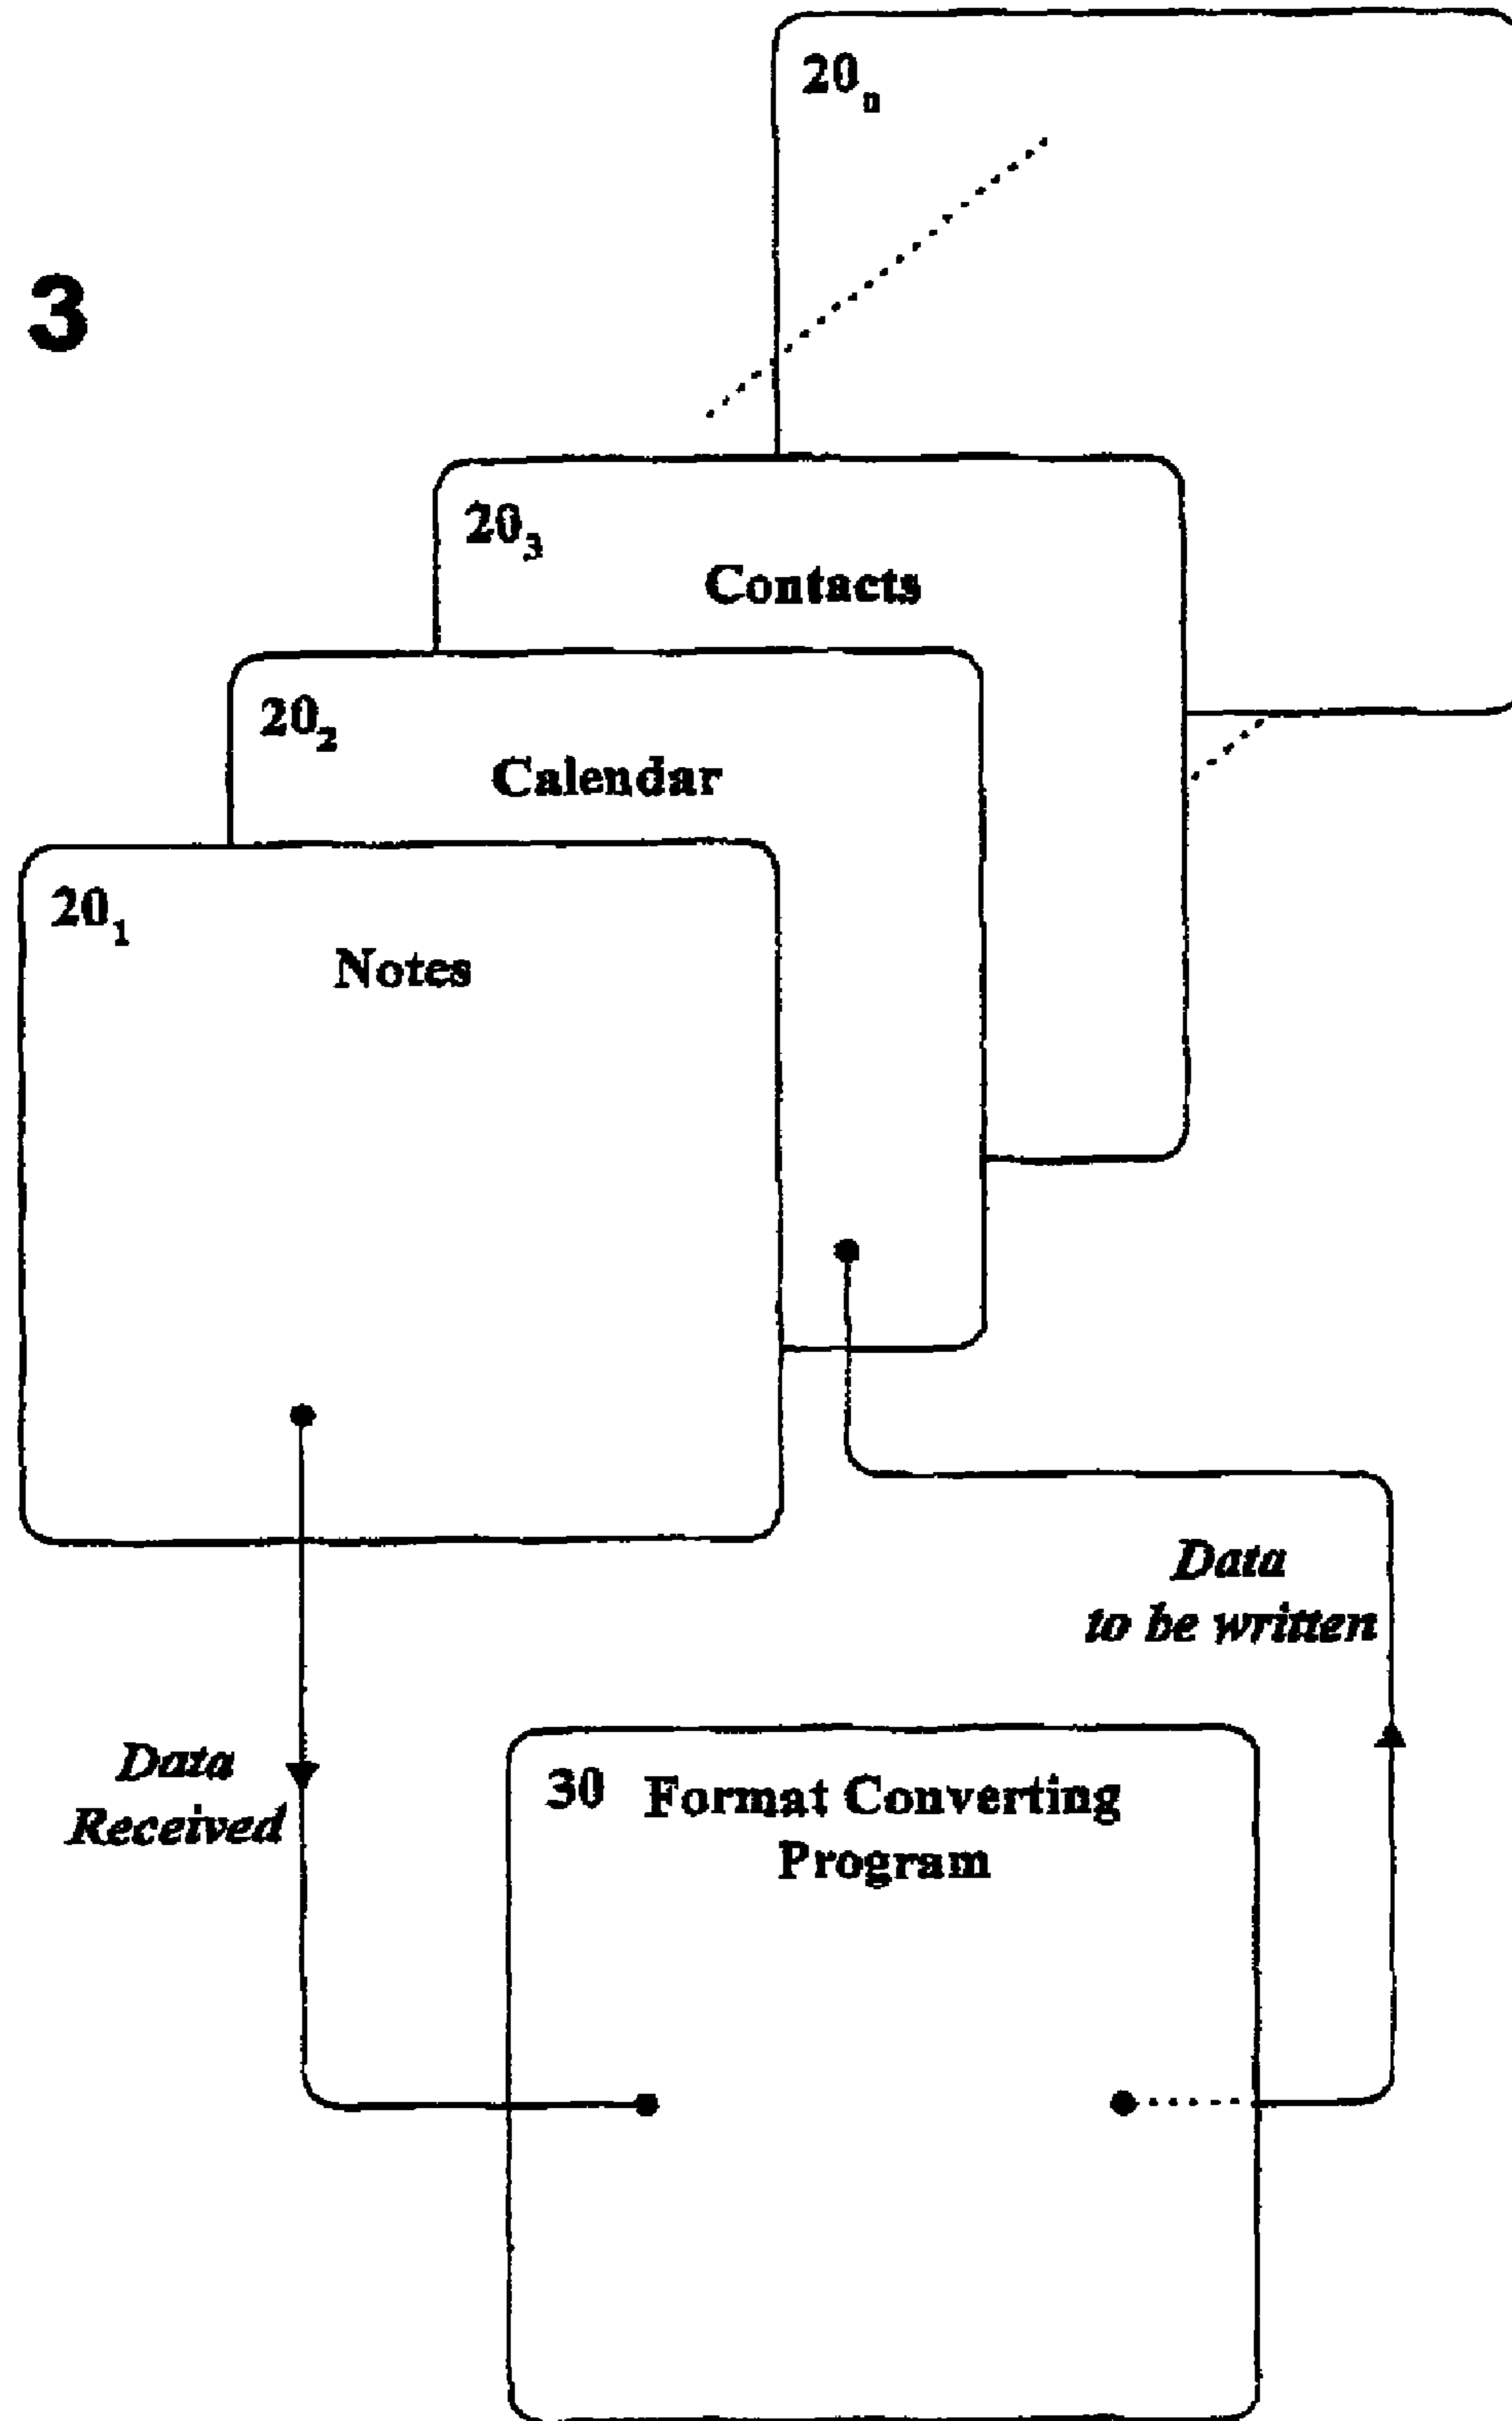 20n
3
203
Contacts
202
Calendar
201
Notes
Data
to be written
Data
Received
30 Format Converting
Program